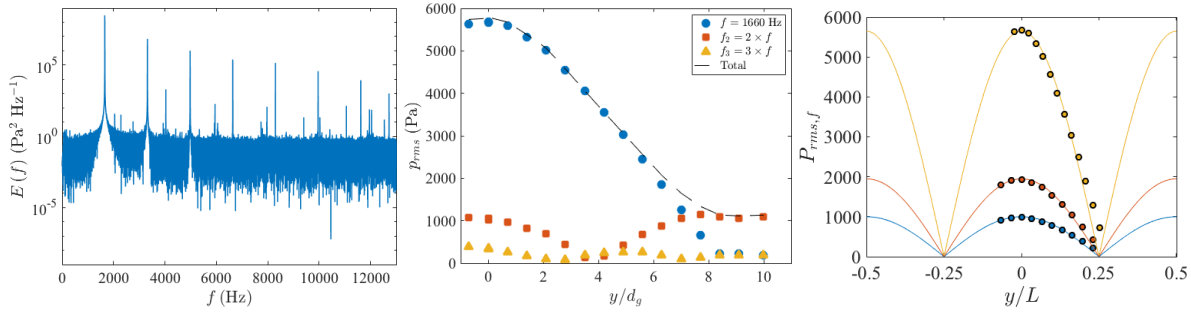 10^5
10^0
10^-5
E (f) (Pa^2 Hz^-1)
0 2000 4000 6000 8000 10000 12000
f (Hz)
6000
5000
4000
3000
2000
1000
0
p_rms (Pa)
f = 1660 Hz
f_2 = 2 × f
f_3 = 3 × f
Total
0 2 4 6 8 10
y/d_g
6000
5000
4000
3000
2000
1000
0
P_rms,f
-0.5 -0.25 0 0.25 0.5
y/L